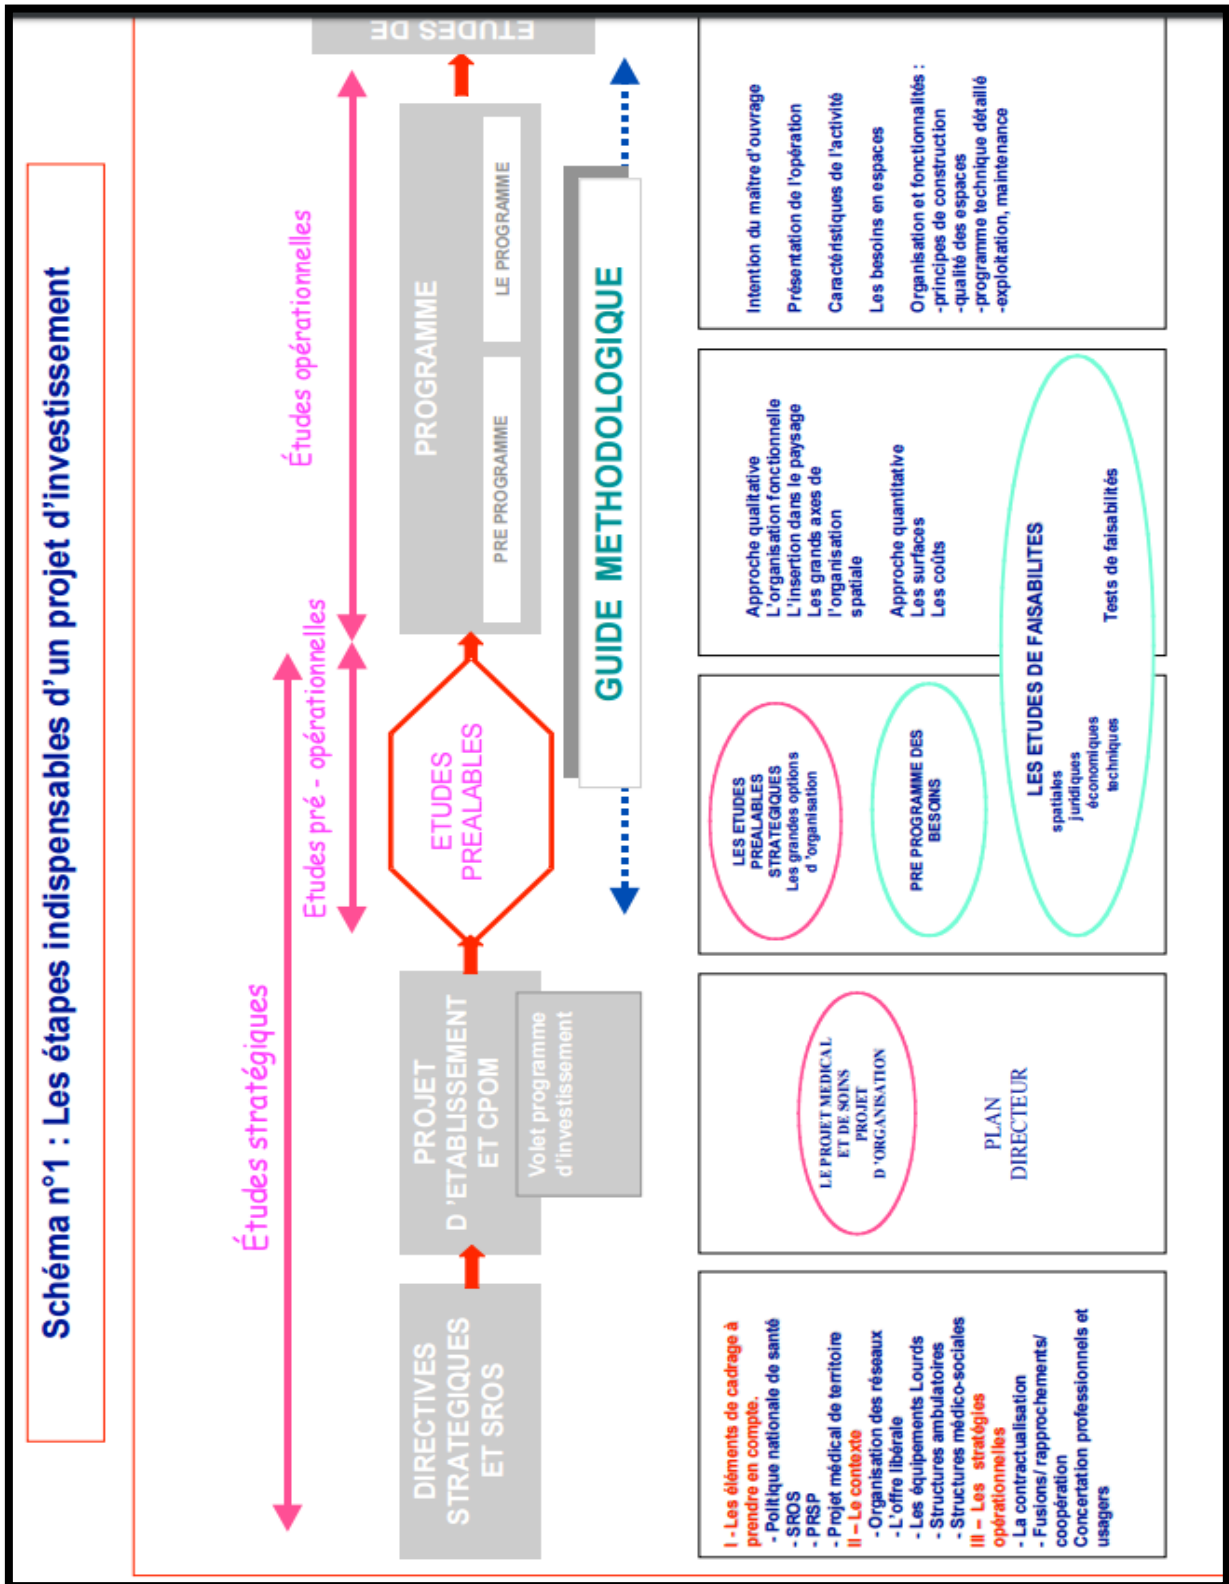 Schéma n°1 : Les étapes indispensables d'un projet d'investissement
Études stratégiques
Etudes pré - opérationnelles
Études opérationnelles
DIRECTIVES
STRATEGIQUES
ET SROS
PROJET
D 'ETABLISSEMENT
ET CPOM
Volet programme
d'investissement
ETUDES
PREALABLES
PROGRAMME
PRE PROGRAMME
LE PROGRAMME
ETUDES DE
GUIDE METHODOLOGIQUE
I - Les éléments de cadrage à
prendre en compte.
- Politique nationale de santé
- SROS
- PRSP
- Projet médical de territoire
II – Le contexte
- Organisation des réseaux
- L'offre libérale
- Les équipements Lourds
- Structures ambulatoires
- Structures médico-sociales
III – Les stratégies
opérationnelles
- La contractualisation
- Fusions/ rapprochements/
coopération
Concertation professionnels et
usagers
LE PROJET MEDICAL
ET DE SOINS
PROJET
D 'ORGANISATION
PLAN
DIRECTEUR
LES ETUDES
PREALABLES
STRATEGIQUES
Les grandes options
d 'organisation
PRE PROGRAMME DES
BESOINS
LES ETUDES DE FAISABILITES
spatiales
juridiques
économiques
techniques
Tests de faisabilités
Approche qualitative
L'organisation fonctionnelle
L'insertion dans le paysage
Les grands axes de
l'organisation
spatiale
Approche quantitative
Les surfaces
Les coûts
Intention du maître d'ouvrage
Présentation de l'opération
Caractéristiques de l'activité
Les besoins en espaces
Organisation et fonctionnalités :
-principes de construction
-qualité des espaces
-programme technique détaillé
-exploitation, maintenance